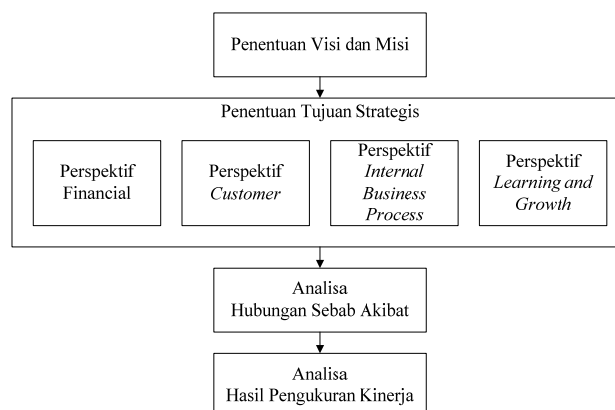 Penentuan Visi dan Misi
Penentuan Tujuan Strategis
Perspektif
Financial
Perspektif
Customer
Perspektif
Internal
Business
Process
Perspektif
Learning and
Growth
Analisa
Hubungan Sebab Akibat
Analisa
Hasil Pengukuran Kinerja